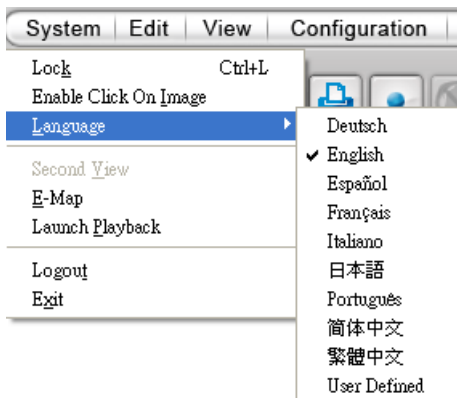 System Edit View Configuration
Lock Ctrl+L
Enable Click On Image
Language
Second View
E-Map
Launch Playback
Logout
Exit
Deutsch
English
Español
Français
Italiano
日本語
Português
简体中文
繁體中文
User Defined